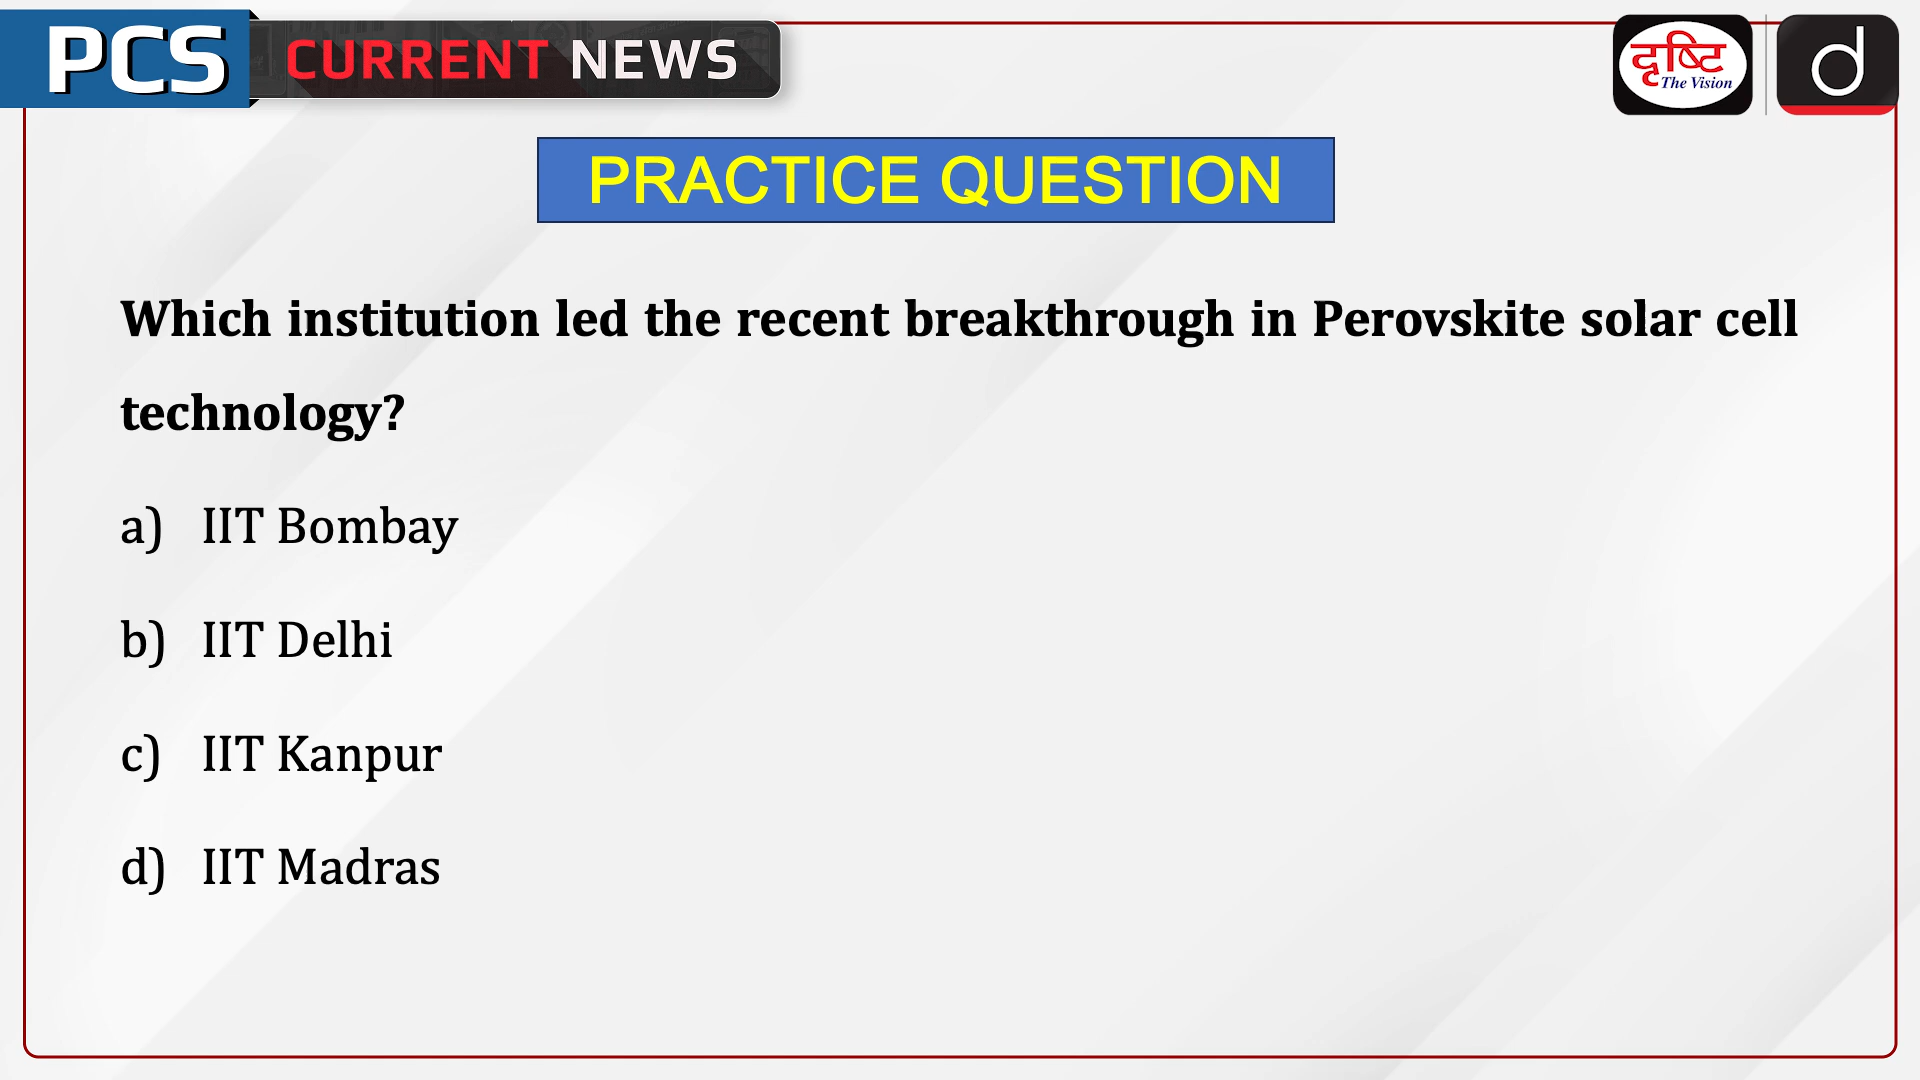 PCS CURRENT NEWS
दृष्टि
The Vision
d
PRACTICE QUESTION
Which institution led the recent breakthrough in Perovskite solar cell
technology?
a) IIT Bombay
b) IIT Delhi
c) IIT Kanpur
d) IIT Madras